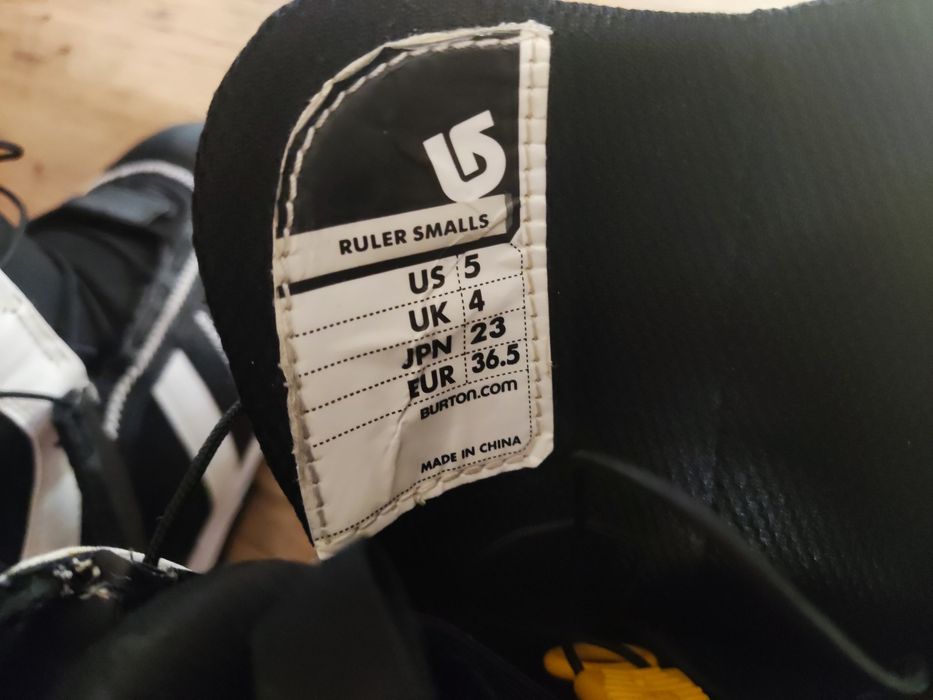 RULER SMALLS
US 5
UK 4
JPN 23
EUR 36.5
BURTON.COM
MADE IN CHINA